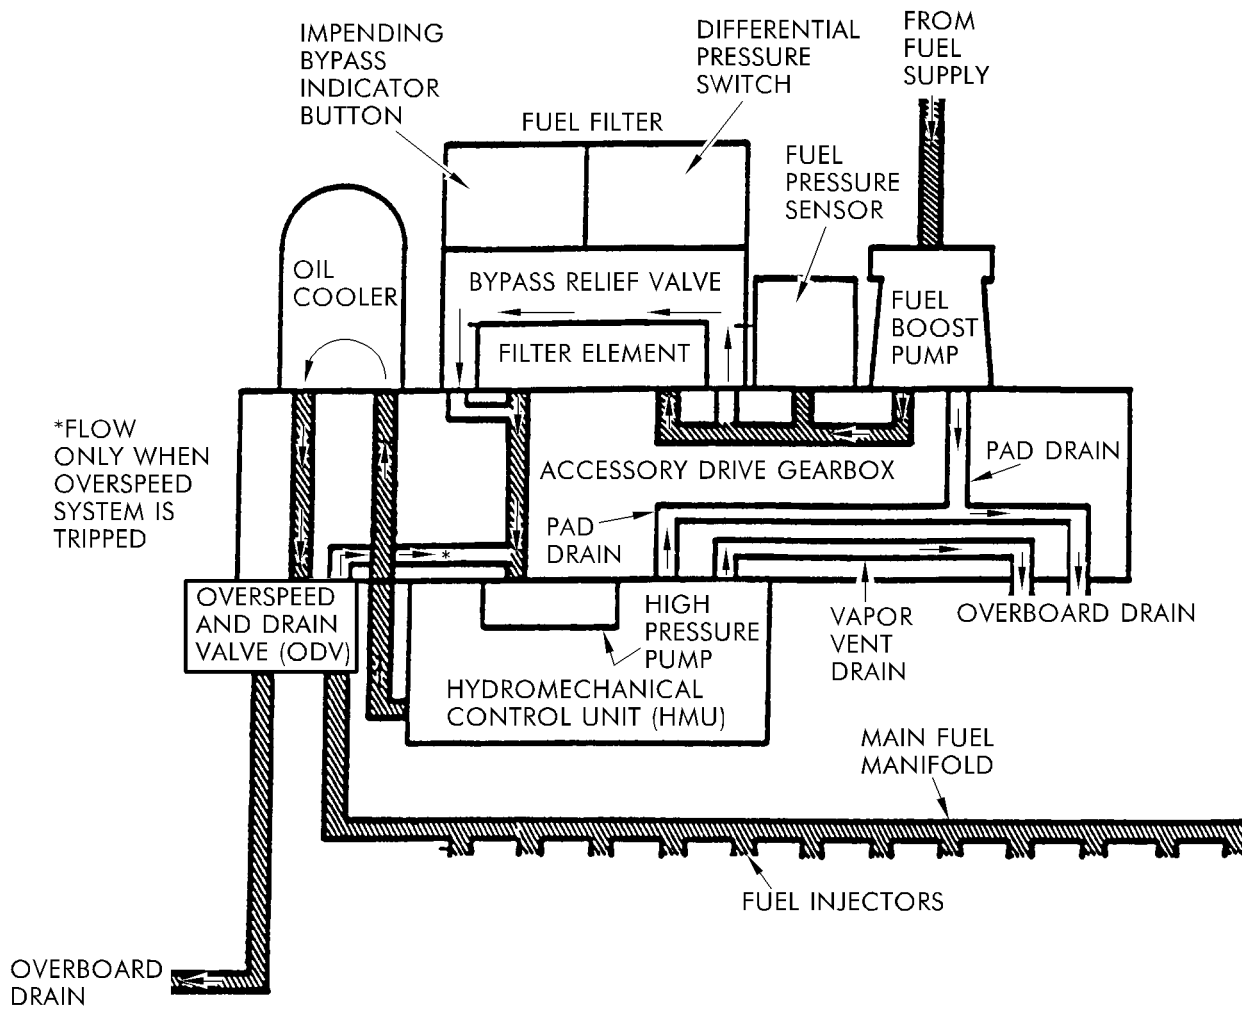 IMPENDING
BYPASS
INDICATOR
BUTTON
DIFFERENTIAL
PRESSURE
SWITCH
FROM
FUEL
SUPPLY
FUEL FILTER
FUEL
PRESSURE
SENSOR
OIL
COOLER
BYPASS RELIEF VALVE
FILTER ELEMENT
FUEL
BOOST
PUMP
*FLOW
ONLY WHEN
OVERSPEED
SYSTEM IS
TRIPPED
ACCESSORY DRIVE GEARBOX
PAD DRAIN
PAD
DRAIN
*
OVERSPEED
AND DRAIN
VALVE (ODV)
HIGH
PRESSURE
PUMP
VAPOR
VENT
DRAIN
OVERBOARD DRAIN
HYDROMECHANICAL
CONTROL UNIT (HMU)
MAIN FUEL
MANIFOLD
FUEL INJECTORS
OVERBOARD
DRAIN